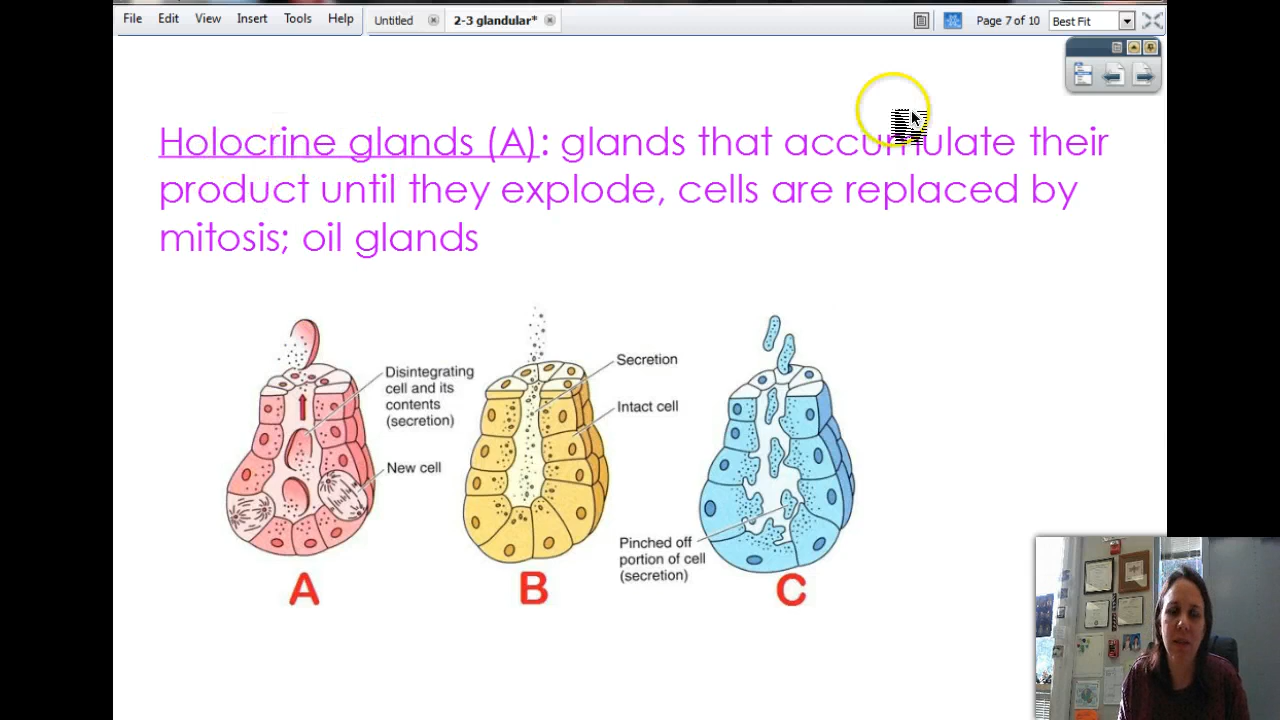 File Edit View Insert Tools Help Untitled 2-3 glandular* Page 7 of 10 Best Fit
Holocrine glands (A): glands that accumulate their
product until they explode, cells are replaced by
mitosis; oil glands
Disintegrating
cell and its
contents
(secretion)
New cell
Secretion
Intact cell
Pinched off
portion of cell
(secretion)
A B C